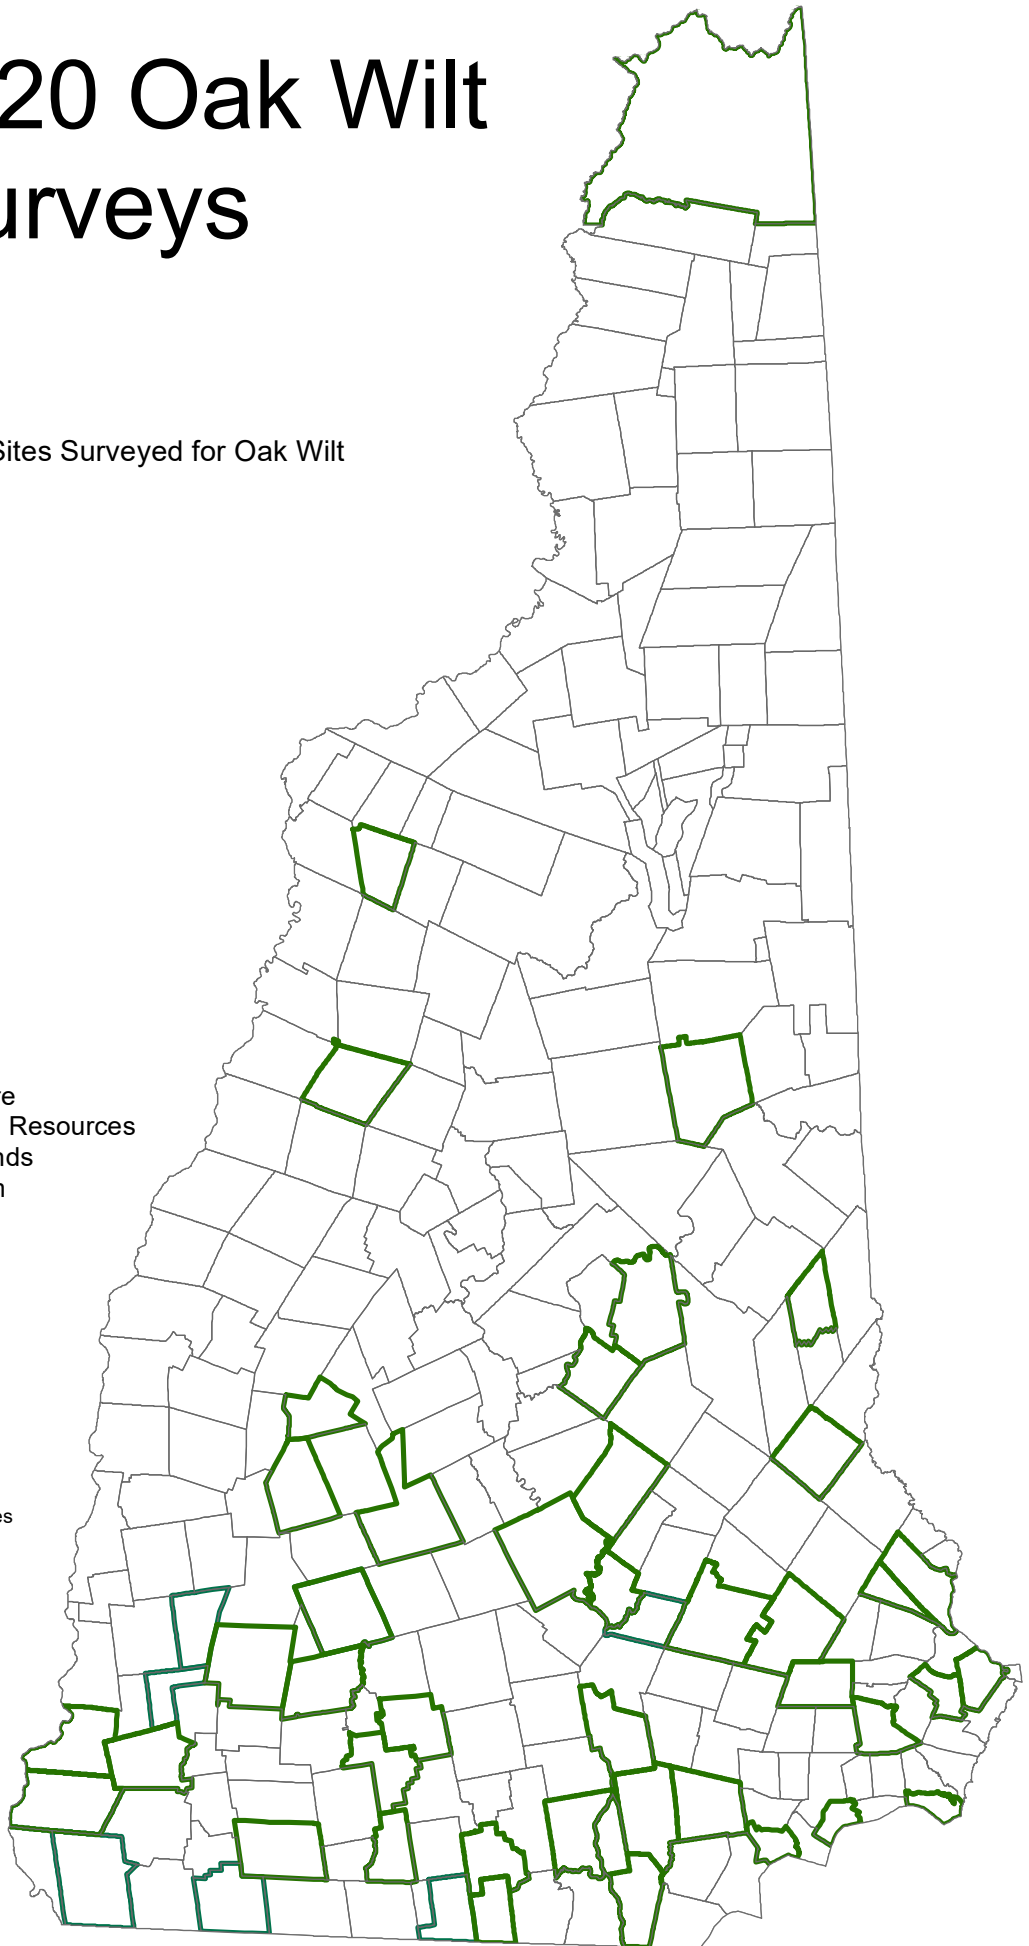 20 Oak Wilt
urveys
Sites Surveyed for Oak Wilt
re
Resources
nds
n
es